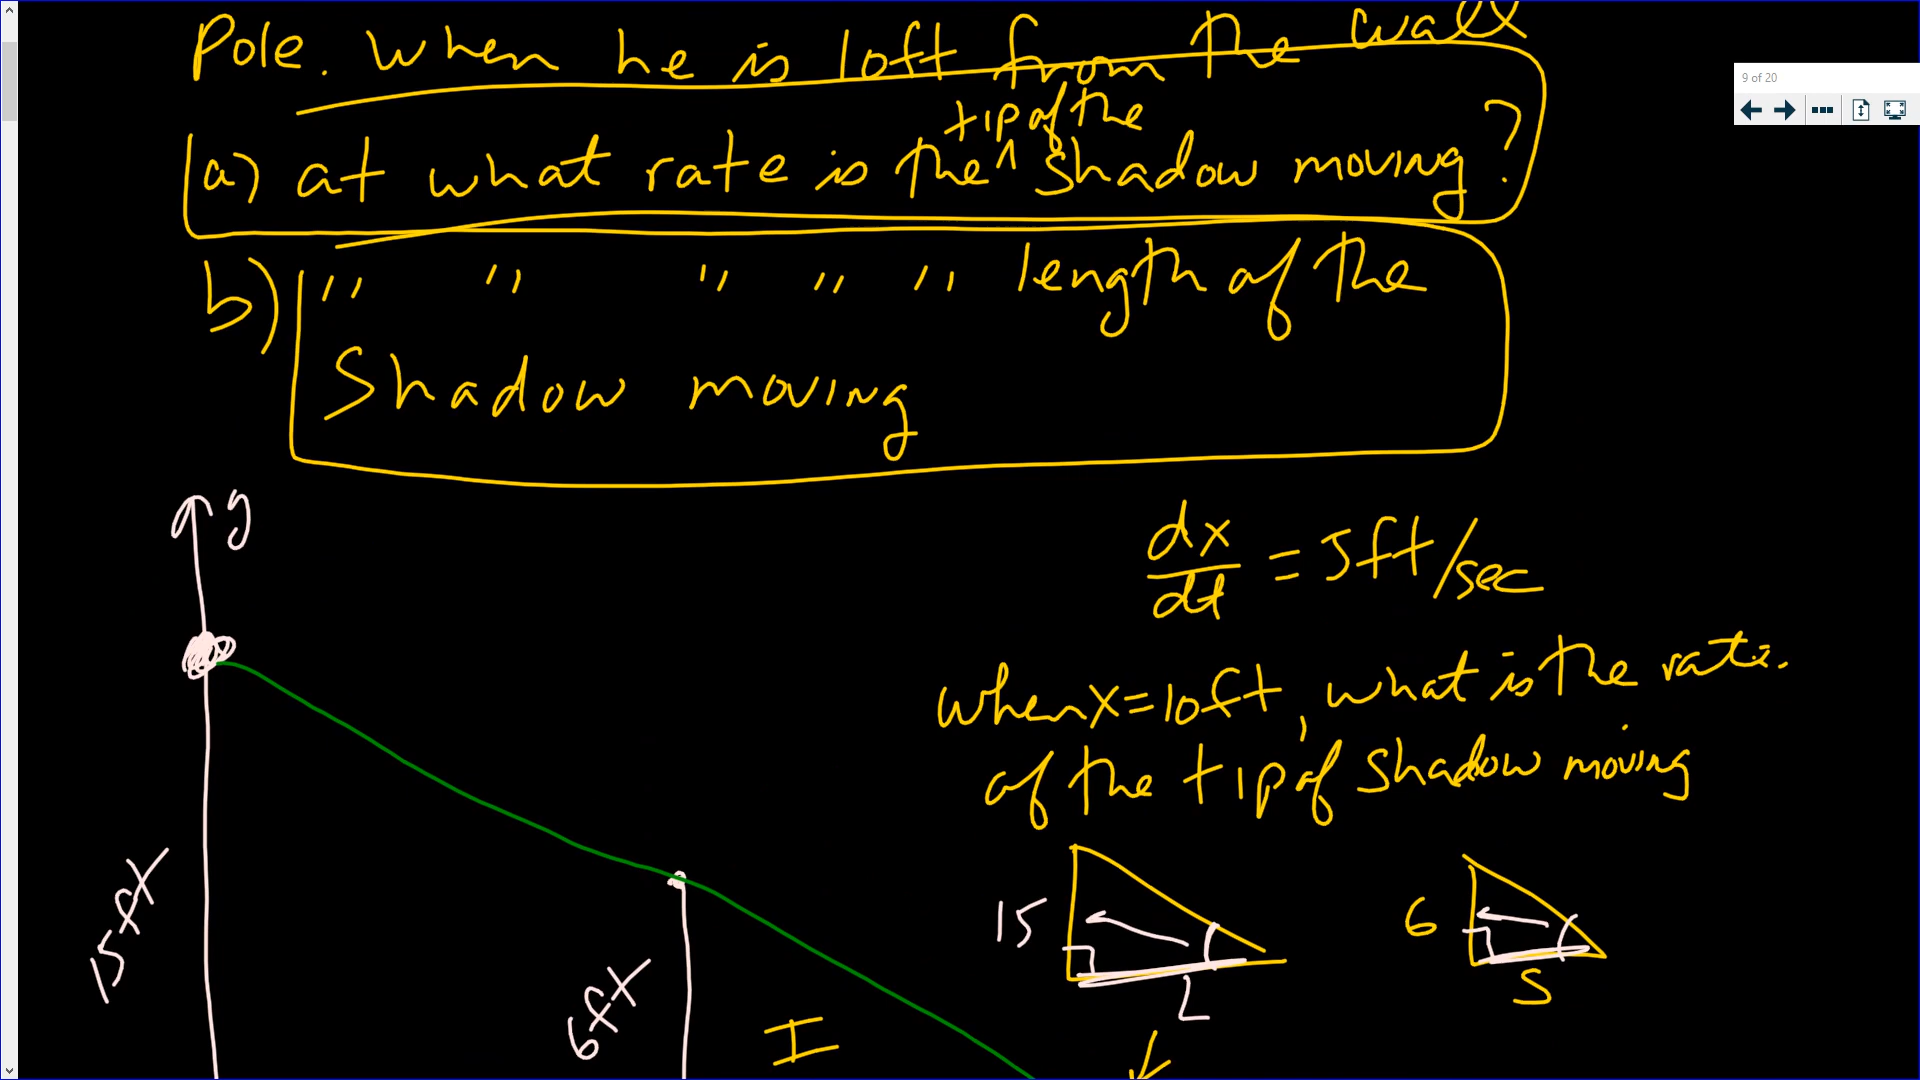 Pole. When he is 10ft from the wall
tip of the
(a) at what rate is the ^ shadow moving?
b) " " " " " length of the
Shadow moving
y
dx/dt = 5ft/sec
when x=10ft, what is the rate.
of the tip of shadow moving
15ft
6ft
15
L
6
S
I
9 of 20